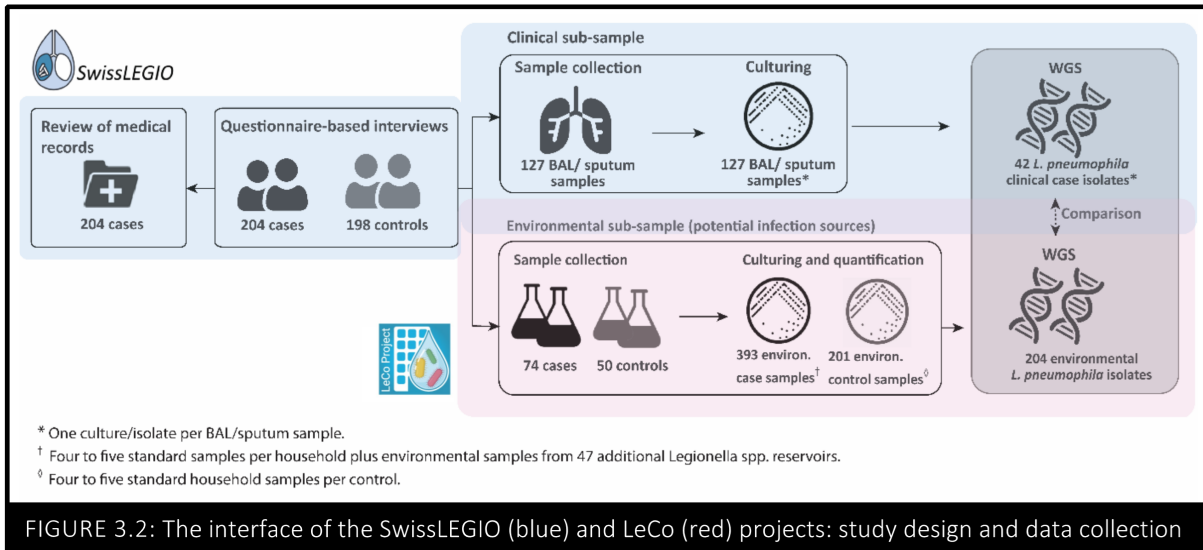 SwissLEGIO
Review of medical
records
204 cases
Questionnaire-based interviews
204 cases
198 controls
Clinical sub-sample
Sample collection
127 BAL/ sputum
samples
Culturing
127 BAL/ sputum
samples*
WGS
42 L. pneumophila
clinical case isolates*
Comparison
WGS
204 environmental
L. pneumophila isolates
Environmental sub-sample (potential infection sources)
Sample collection
74 cases
50 controls
Culturing and quantification
393 environ.
case samples†
201 environ.
control samples◊
LeCo Project
* One culture/isolate per BAL/sputum sample.
† Four to five standard samples per household plus environmental samples from 47 additional Legionella spp. reservoirs.
◊ Four to five standard household samples per control.
FIGURE 3.2: The interface of the SwissLEGIO (blue) and LeCo (red) projects: study design and data collection